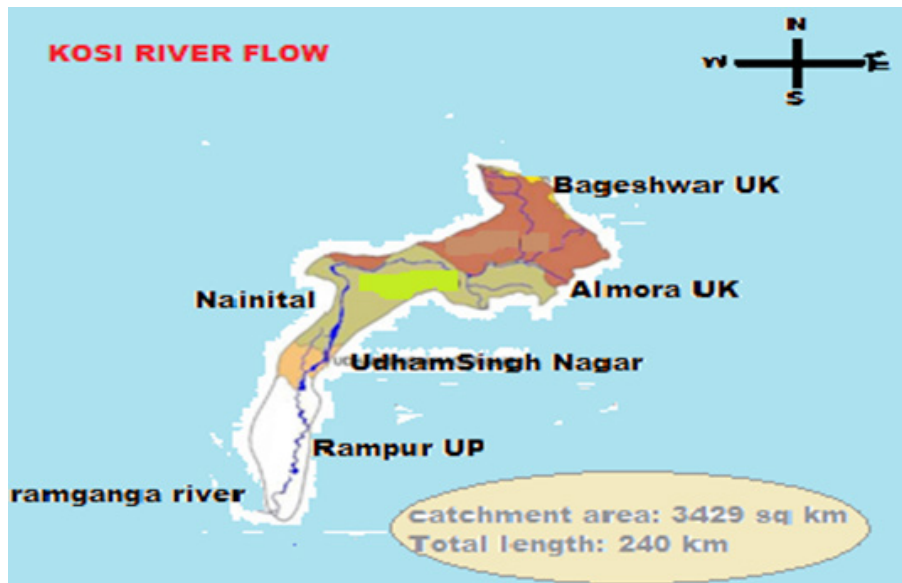 KOSI RIVER FLOW
N
W
E
S
Bageshwar UK
Almora UK
Nainital
UdhamSingh Nagar
Rampur UP
ramganga river
catchment area: 3429 sq km
Total length: 240 km